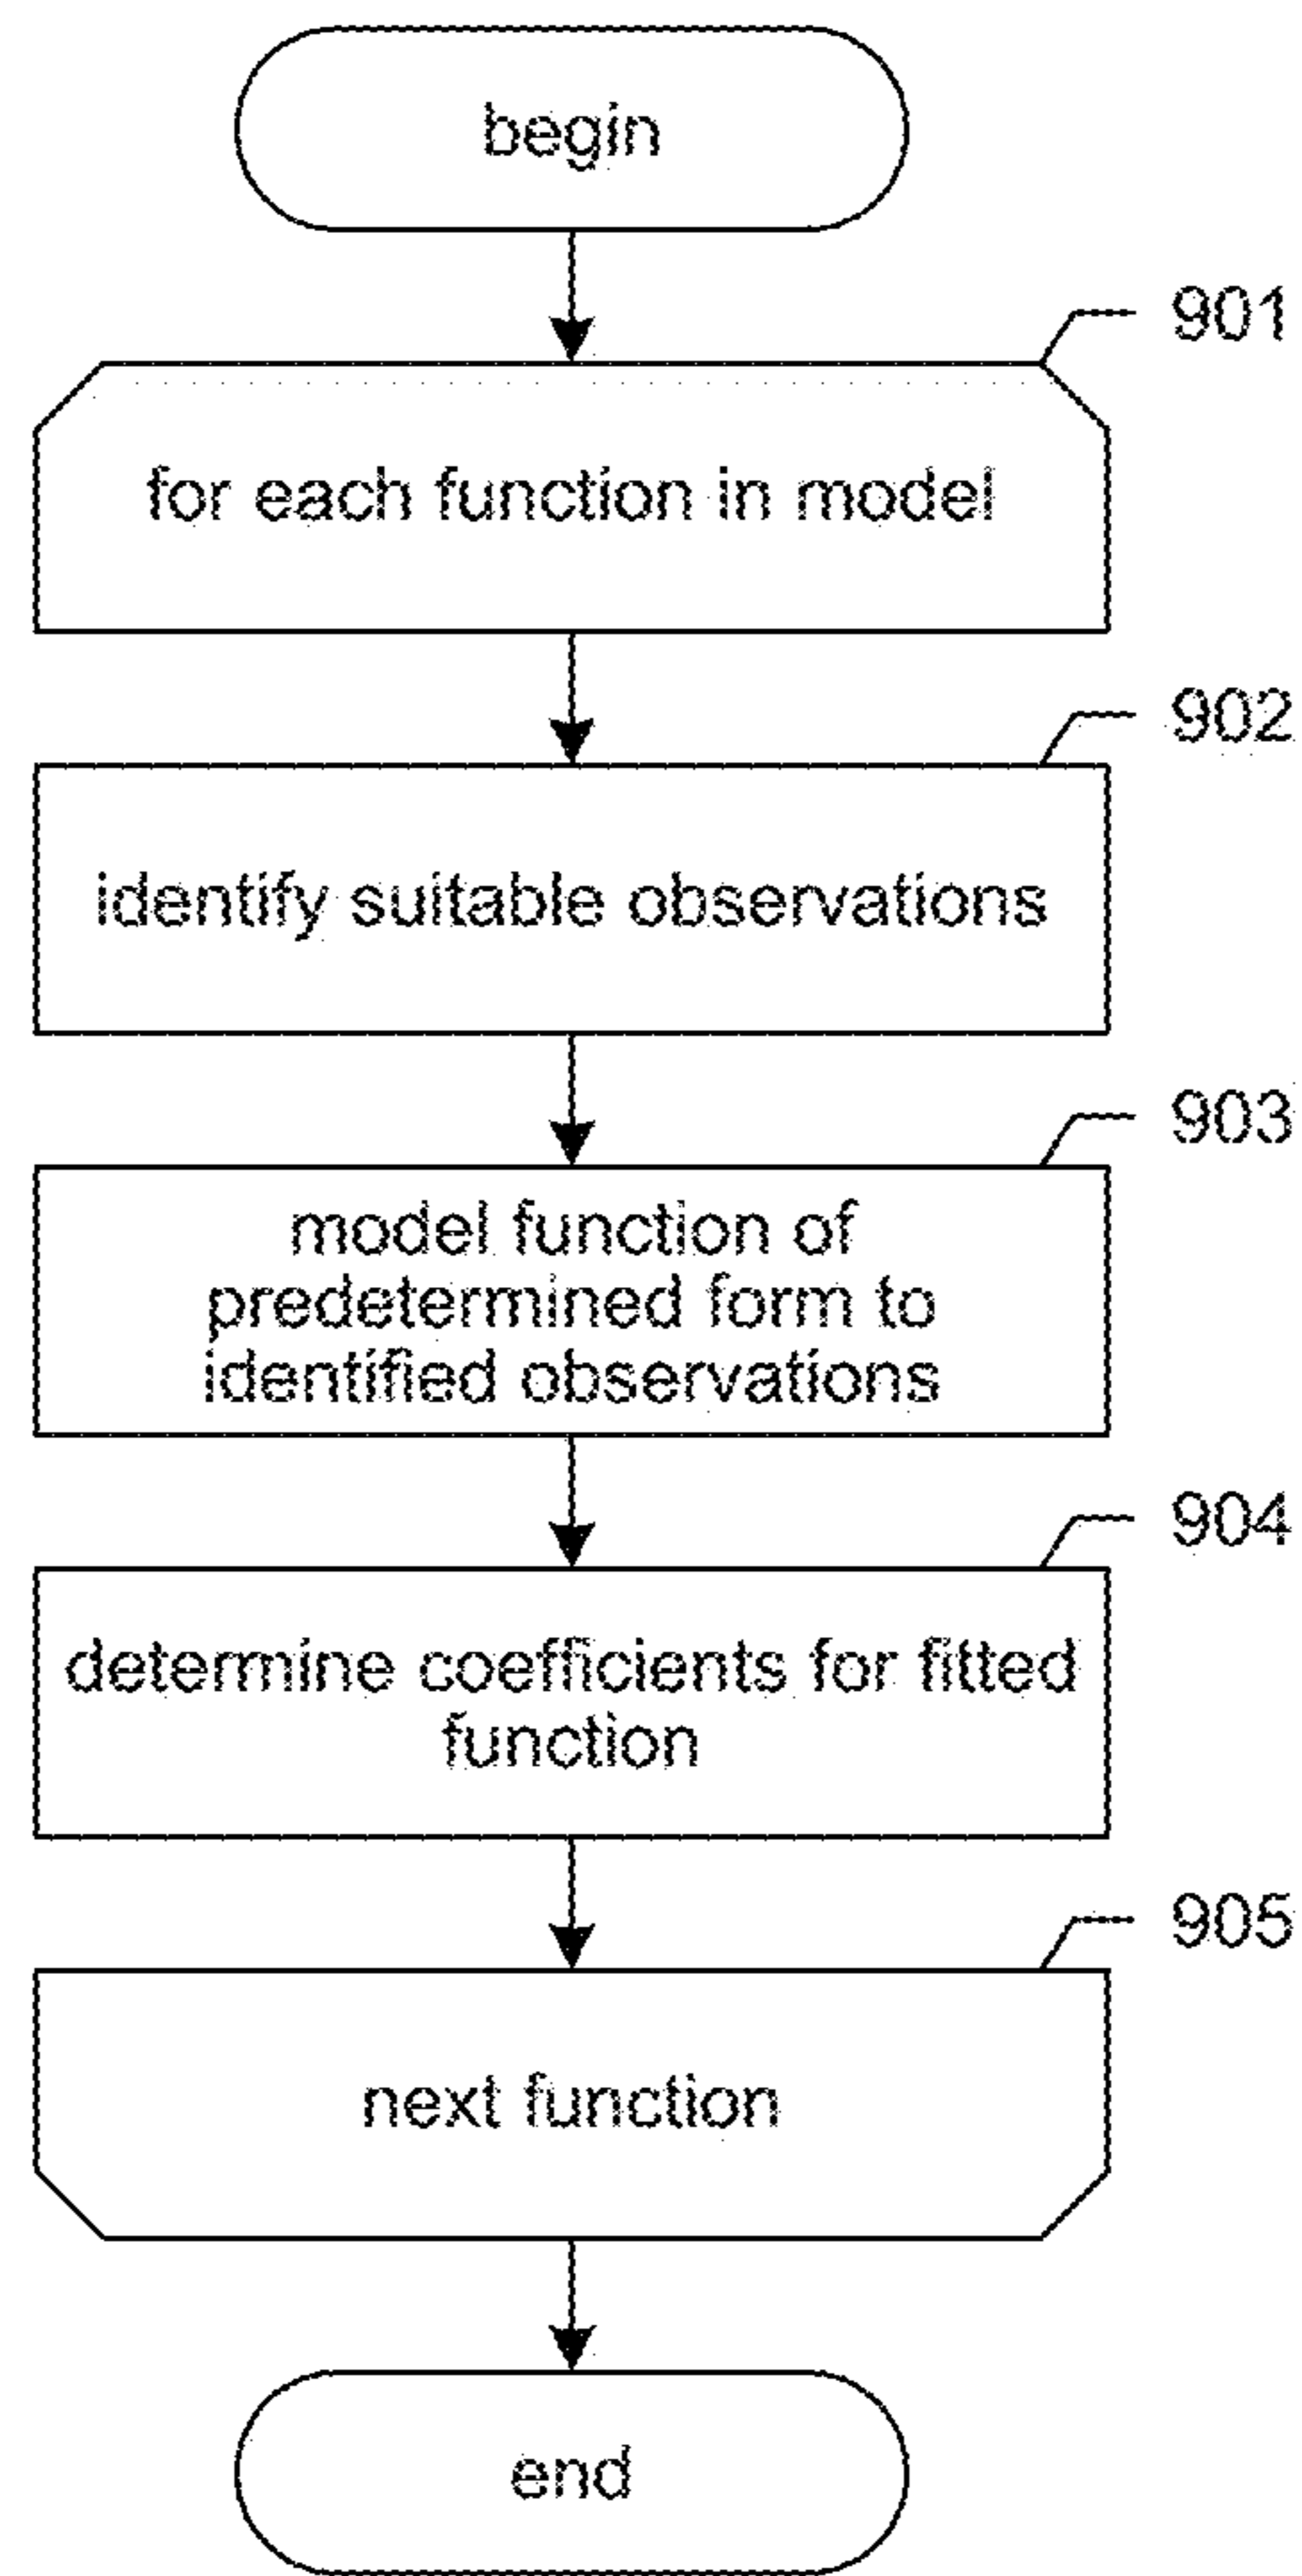 begin
901
for each function in model
902
identify suitable observations
903
model function of
predetermined form to
identified observations
904
determine coefficients for fitted
function
905
next function
end